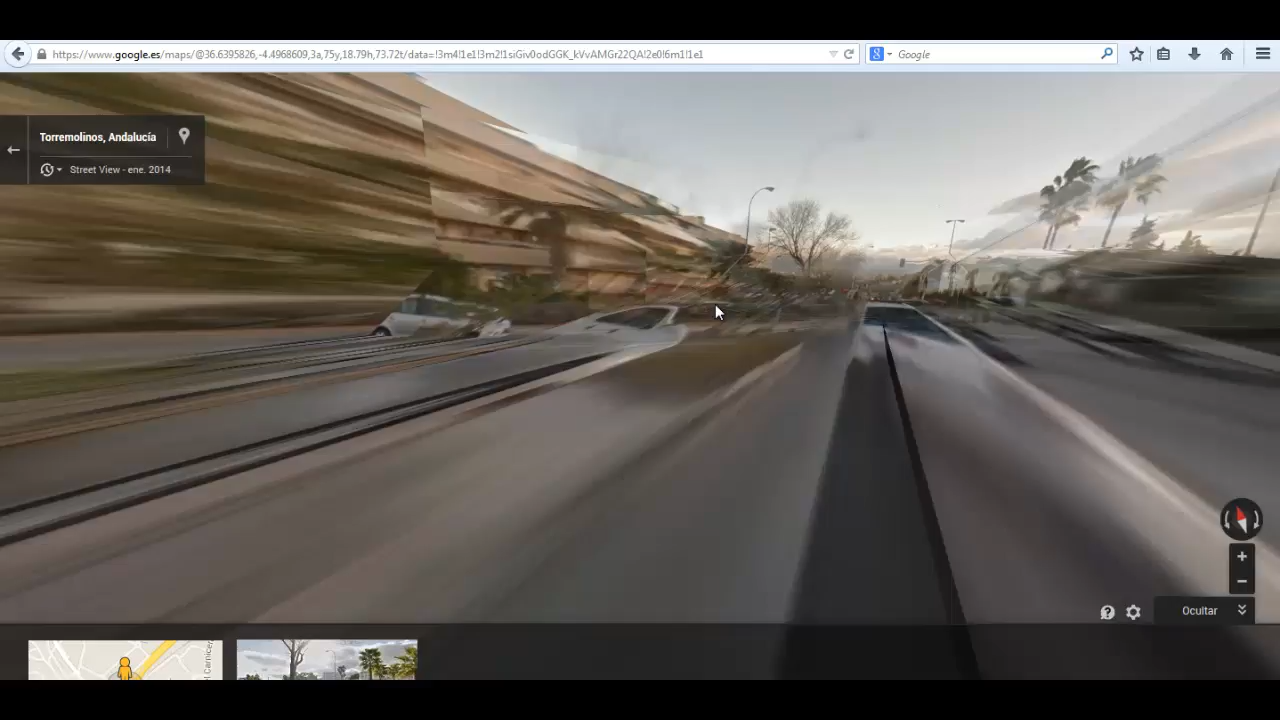 https://www.google.es/maps/@36.6395826,-4.4968609,3a,75y,18.79h,73.72t/data=!3m4!1e1!3m2!1siGiv0odGGK_kVvAMGr22QA!2e0!6m1!1e1
Google
Torremolinos, Andalucía
Street View - ene. 2014
Ocultar